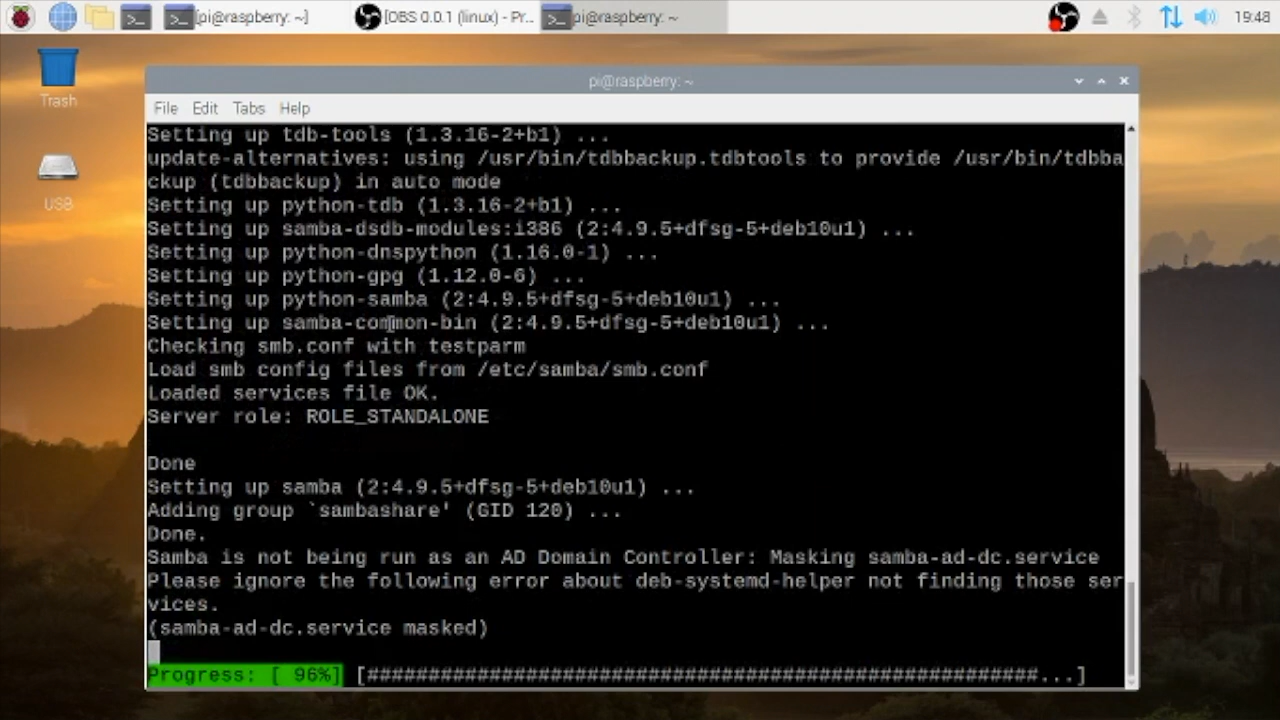 [pi@raspberry: ~]
[OBS 0.0.1 (linux) - Pr...
pi@raspberry: ~
19:48
Trash
USB
pi@raspberry: ~
File Edit Tabs Help
Setting up tdb-tools (1.3.16-2+b1) ...
update-alternatives: using /usr/bin/tdbbackup.tdbtools to provide /usr/bin/tdbba
ckup (tdbbackup) in auto mode
Setting up python-tdb (1.3.16-2+b1) ...
Setting up samba-dsdb-modules:i386 (2:4.9.5+dfsg-5+deb10u1) ...
Setting up python-dnspython (1.16.0-1) ...
Setting up python-gpg (1.12.0-6) ...
Setting up python-samba (2:4.9.5+dfsg-5+deb10u1) ...
Setting up samba-common-bin (2:4.9.5+dfsg-5+deb10u1) ...
Checking smb.conf with testparm
Load smb config files from /etc/samba/smb.conf
Loaded services file OK.
Server role: ROLE_STANDALONE
Done
Setting up samba (2:4.9.5+dfsg-5+deb10u1) ...
Adding group `sambashare' (GID 120) ...
Done.
Samba is not being run as an AD Domain Controller: Masking samba-ad-dc.service
Please ignore the following error about deb-systemd-helper not finding those ser
vices.
(samba-ad-dc.service masked)
Progress: [ 96%] [#######################################################...]